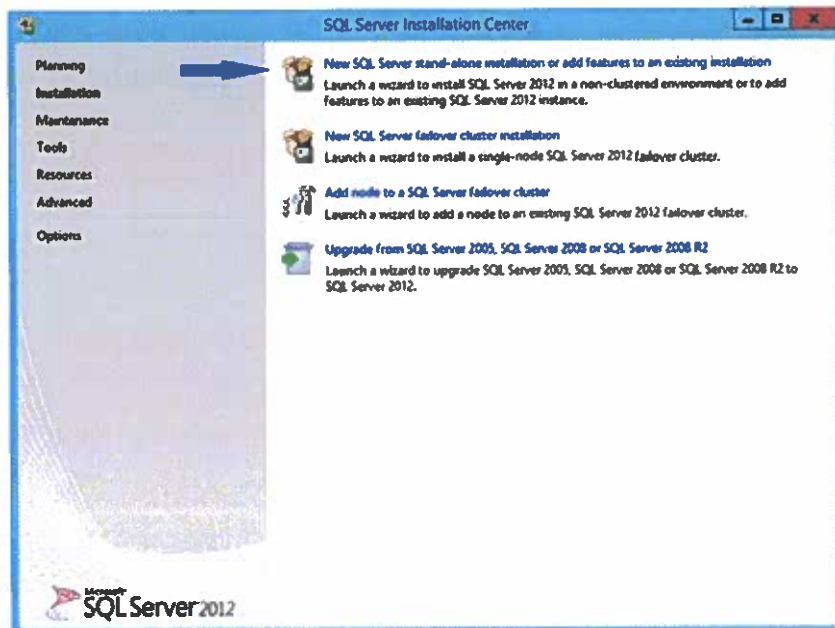 SQL Server Installation Center
Planning
Installation
Maintenance
Tools
Resources
Advanced
Options
New SQL Server stand-alone installation or add features to an existing installation
Launch a wizard to install SQL Server 2012 in a non-clustered environment or to add
features to an existing SQL Server 2012 instance.
New SQL Server failover cluster installation
Launch a wizard to install a single-node SQL Server 2012 failover cluster.
Add node to a SQL Server failover cluster
Launch a wizard to add a node to an existing SQL Server 2012 failover cluster.
Upgrade from SQL Server 2005, SQL Server 2008 or SQL Server 2008 R2
Launch a wizard to upgrade SQL Server 2005, SQL Server 2008 or SQL Server 2008 R2 to
SQL Server 2012.
Microsoft
SQL Server 2012